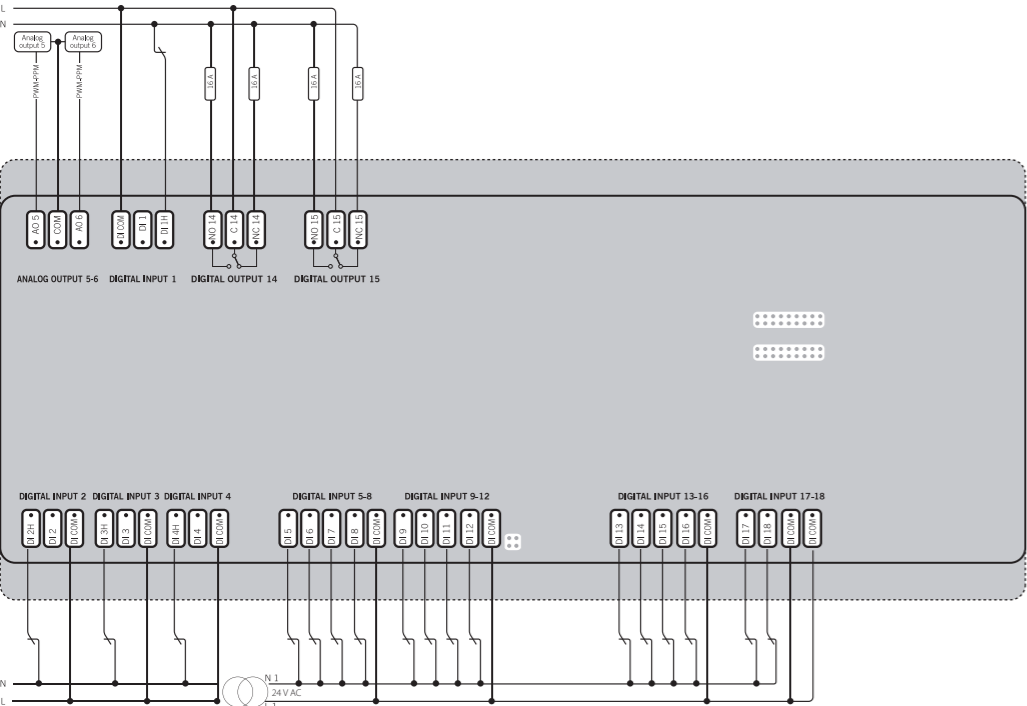 L
N
Analog
output 5
Analog
output 6
PWM-PPM
PWM-PPM
16 A
16 A
16 A
16 A
AO 5
COM
AO 6
DI COM
DI 1
DI 1H
NO 14
C 14
NC 14
NO 15
C 15
NC 15
ANALOG OUTPUT 5-6
DIGITAL INPUT 1
DIGITAL OUTPUT 14
DIGITAL OUTPUT 15
DIGITAL INPUT 2
DIGITAL INPUT 3
DIGITAL INPUT 4
DIGITAL INPUT 5-8
DIGITAL INPUT 9-12
DIGITAL INPUT 13-16
DIGITAL INPUT 17-18
DI 2H
DI 2
DI COM
DI 3H
DI 3
DI COM
DI 4H
DI 4
DI COM
DI 5
DI 6
DI 7
DI 8
DI COM
DI 9
DI 10
DI 11
DI 12
DI COM
DI 13
DI 14
DI 15
DI 16
DI COM
DI 17
DI 18
DI COM
DI COM
N
N 1
24 V AC
L
L 1